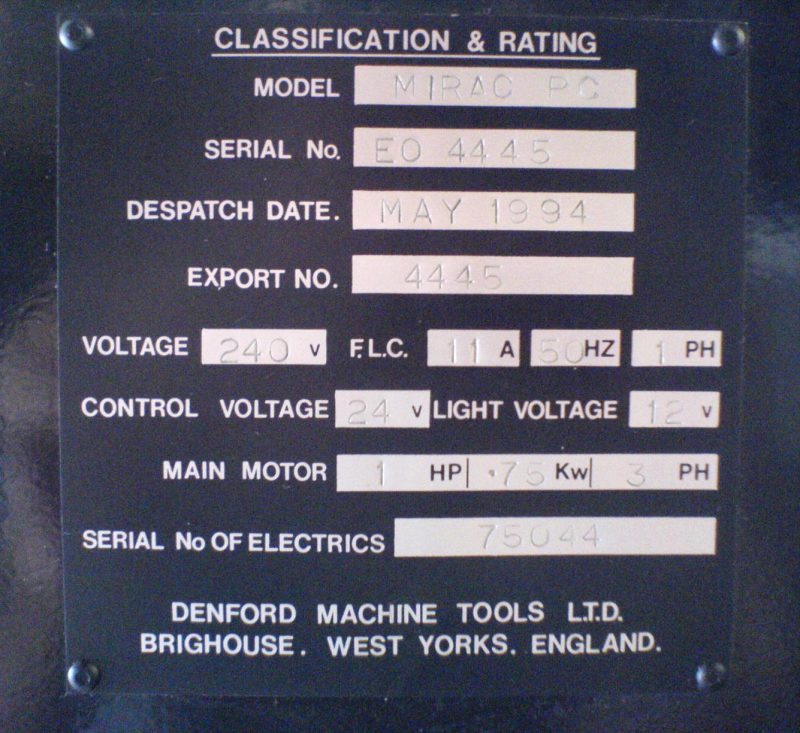 CLASSIFICATION & RATING
MODEL MIRAC PC
SERIAL No. EO 4445
DESPATCH DATE. MAY 1994
EXPORT NO. 4445
VOLTAGE 240 V F.L.C. 11 A 50 HZ 1 PH
CONTROL VOLTAGE 24 V LIGHT VOLTAGE 12 V
MAIN MOTOR 1 HP| .75 Kw| 3 PH
SERIAL No OF ELECTRICS 75044
DENFORD MACHINE TOOLS L.T.D.
BRIGHOUSE. WEST YORKS. ENGLAND.